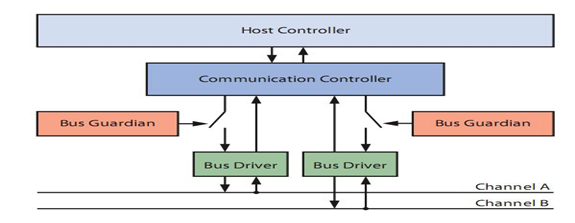 Host Controller
Communication Controller
Bus Guardian
Bus Guardian
Bus Driver
Bus Driver
Channel A
Channel B